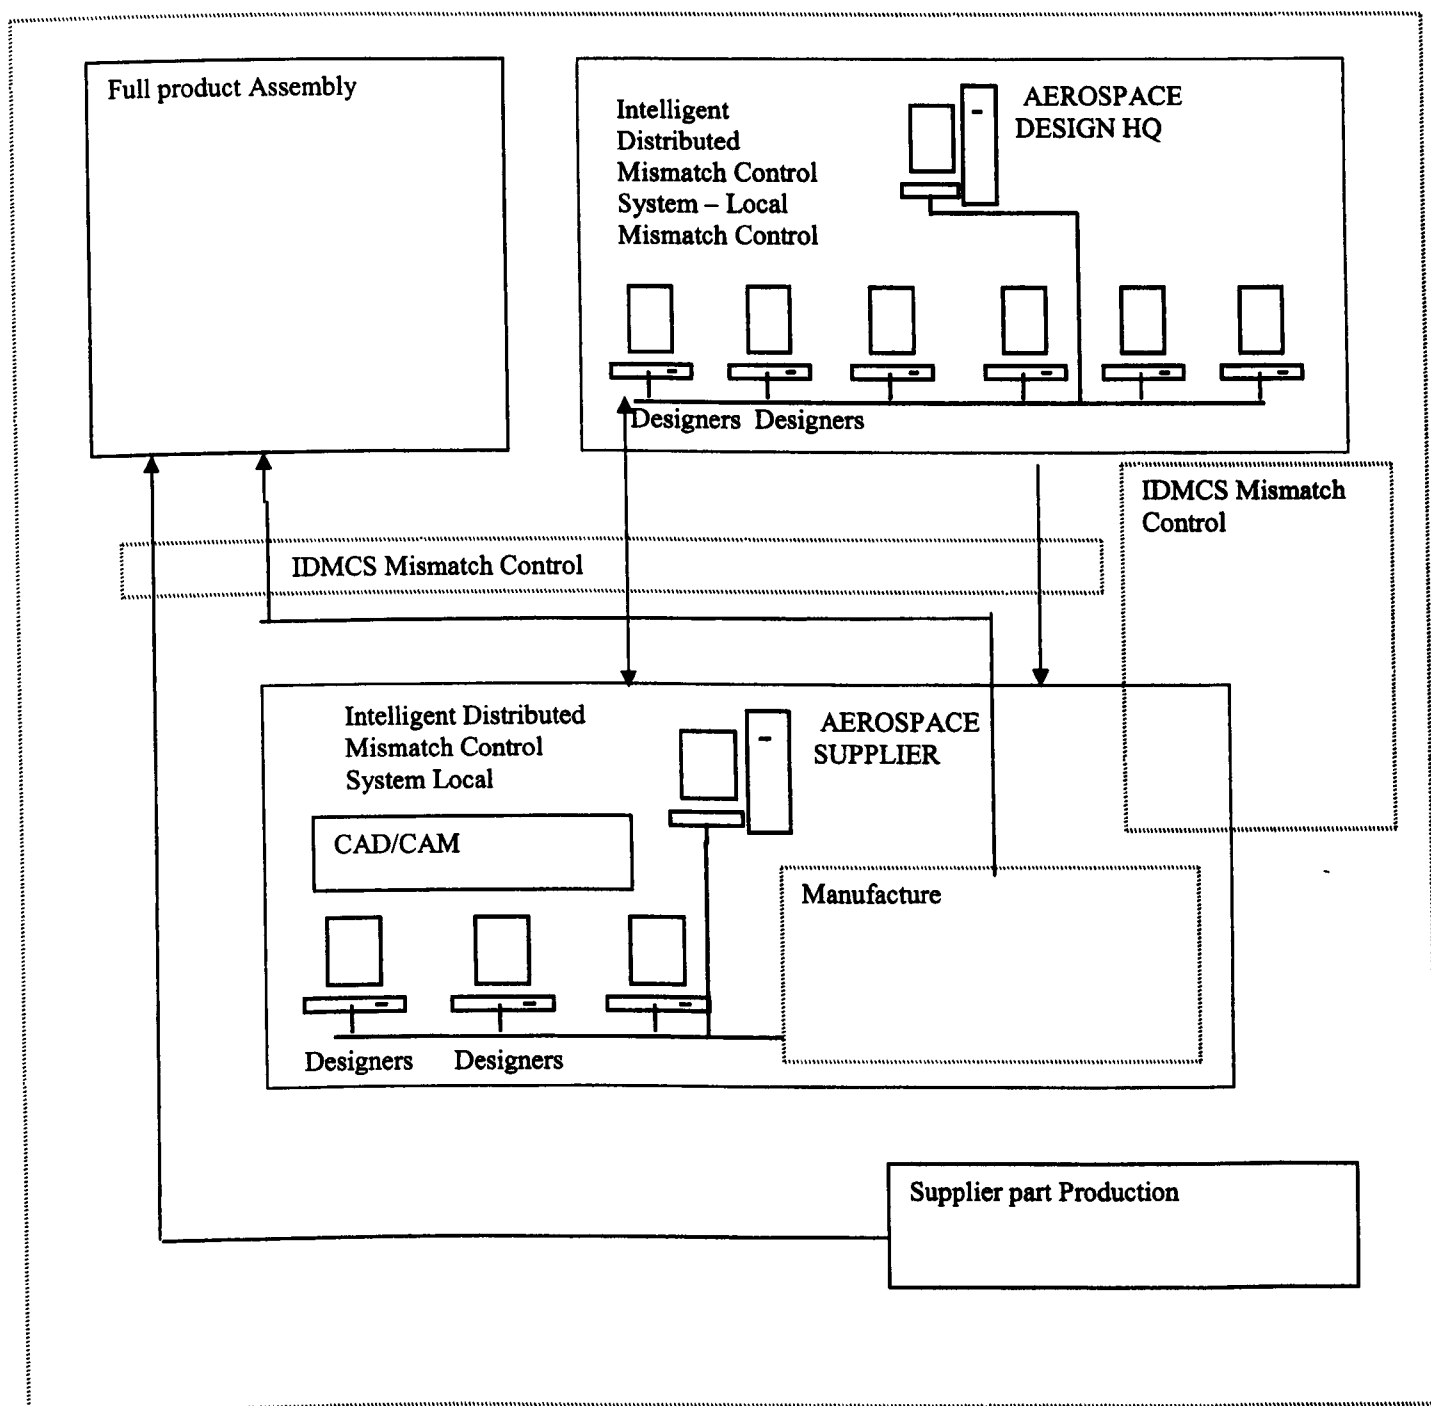 Full product Assembly
Intelligent
Distributed
Mismatch Control
System – Local
Mismatch Control
AEROSPACE
DESIGN HQ
Designers Designers
IDMCS Mismatch
Control
IDMCS Mismatch Control
Intelligent Distributed
Mismatch Control
System Local
AEROSPACE
SUPPLIER
CAD/CAM
Manufacture
Designers Designers
Supplier part Production